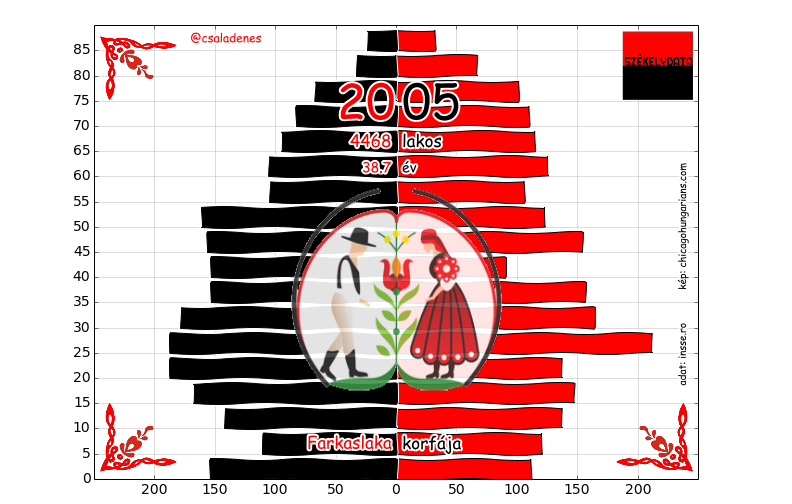 @csaladenes
SZÉKELYDATA
2005
4468 lakos
38.7 év
kép: chicagohungarians.com
adat: insse.ro
Farkaslaka korfája
85
80
75
70
65
60
55
50
45
40
35
30
25
20
15
10
5
0
200 150 100 50 0 50 100 150 200